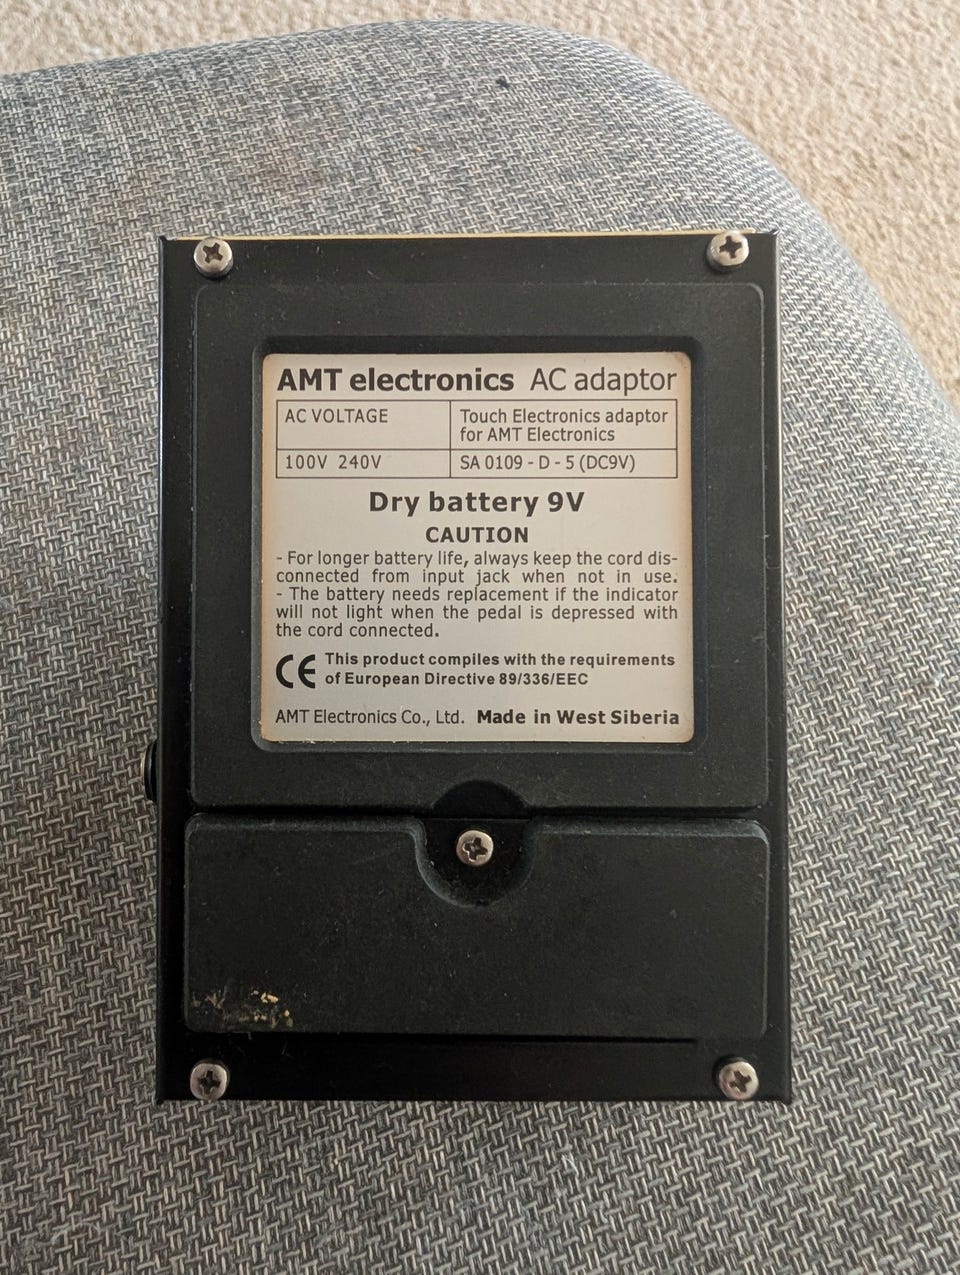 AMT electronics AC adaptor
AC VOLTAGE
Touch Electronics adaptor
for AMT Electronics
100V 240V
SA 0109 - D - 5 (DC9V)
Dry battery 9V
CAUTION
- For longer battery life, always keep the cord dis-
connected from input jack when not in use.
- The battery needs replacement if the indicator
will not light when the pedal is depressed with
the cord connected.
CE This product compiles with the requirements
of European Directive 89/336/EEC
AMT Electronics Co., Ltd. Made in West Siberia